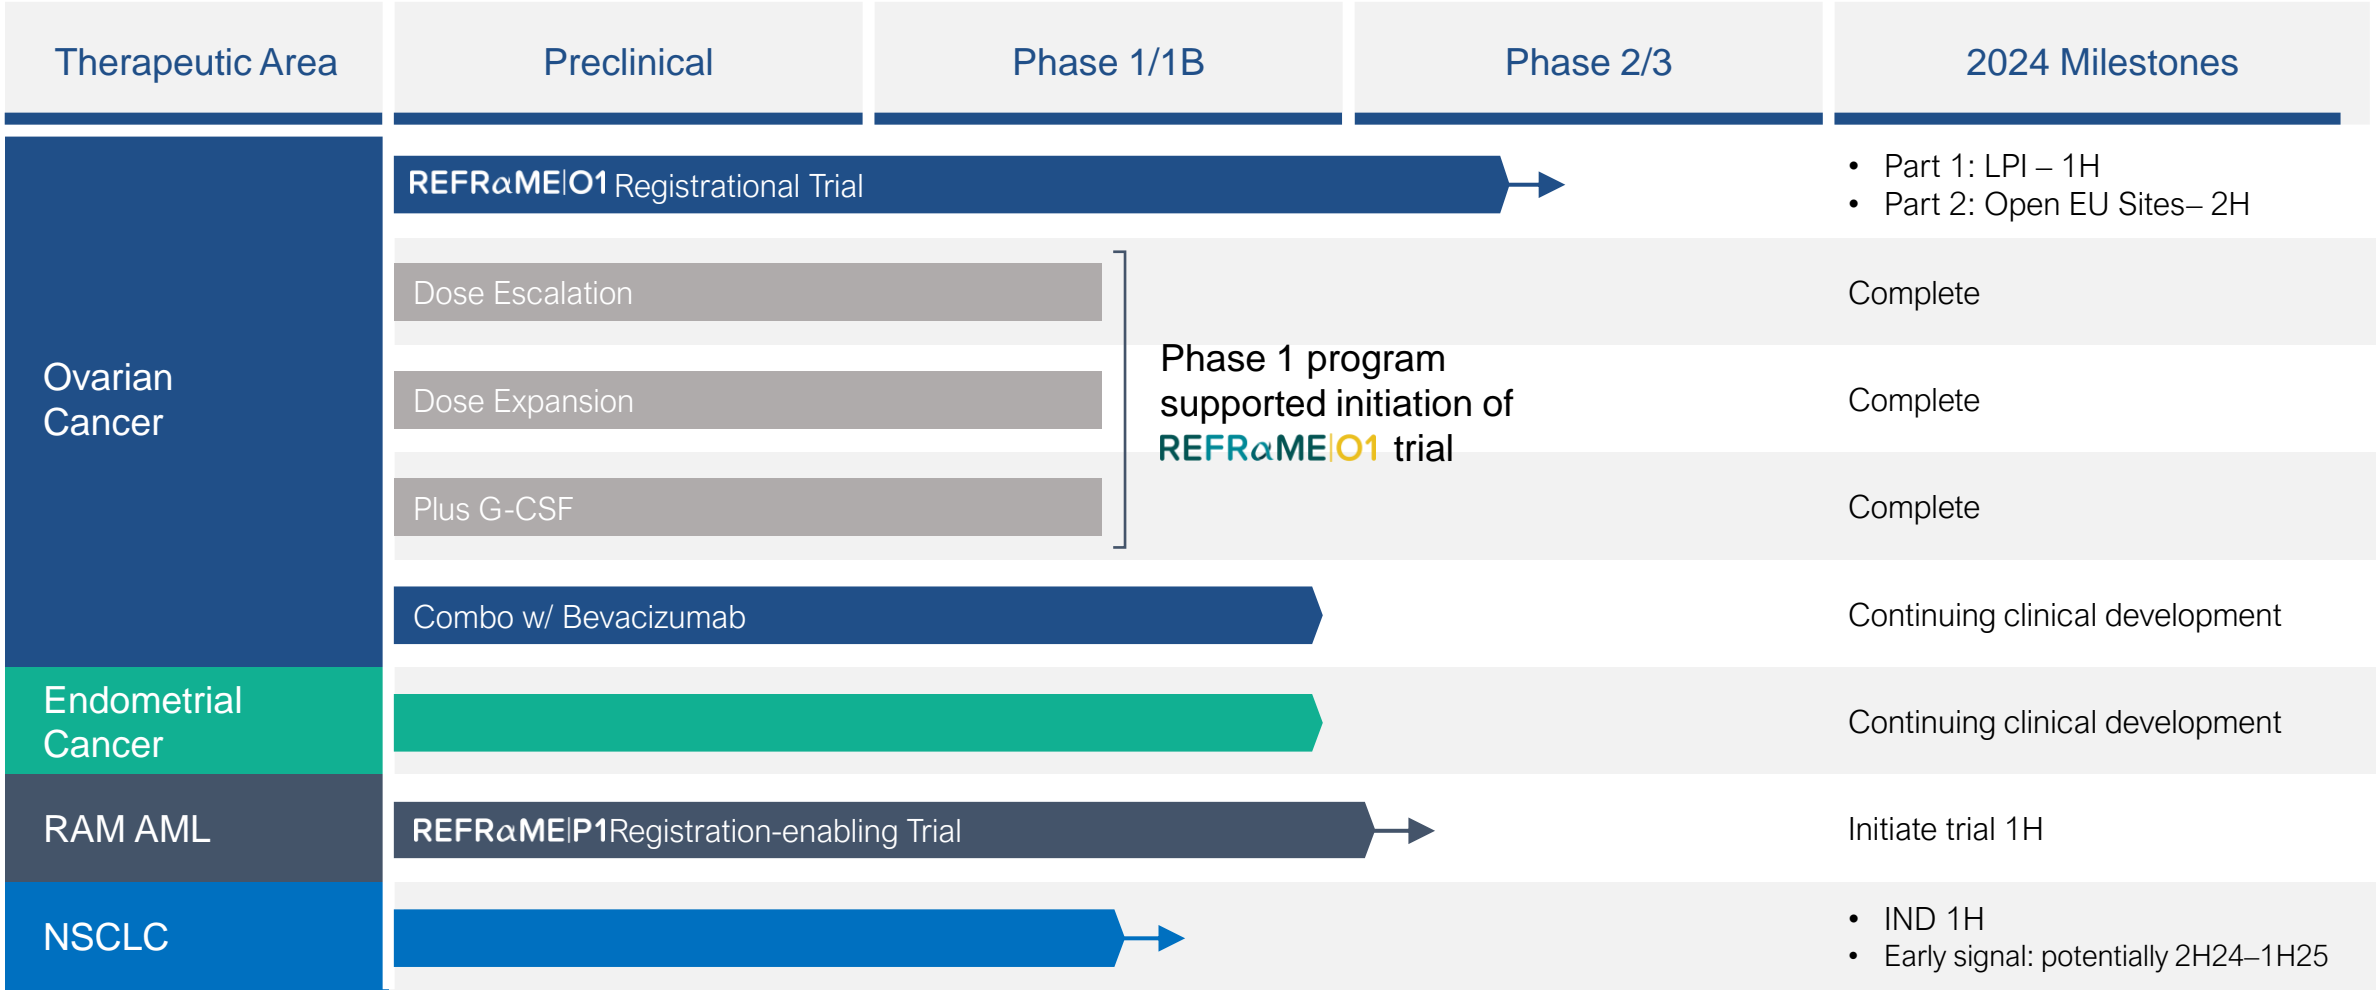 Therapeutic Area
Preclinical
Phase 1/1B
Phase 2/3
2024 Milestones
Ovarian
Cancer
REFRαME|O1 Registrational Trial
• Part 1: LPI – 1H
• Part 2: Open EU Sites– 2H
Dose Escalation
Complete
Dose Expansion
Complete
Plus G-CSF
Complete
Phase 1 program
supported initiation of
REFRαME|O1 trial
Combo w/ Bevacizumab
Continuing clinical development
Endometrial
Cancer
Continuing clinical development
RAM AML
REFRαME|P1Registration-enabling Trial
Initiate trial 1H
NSCLC
• IND 1H
• Early signal: potentially 2H24–1H25